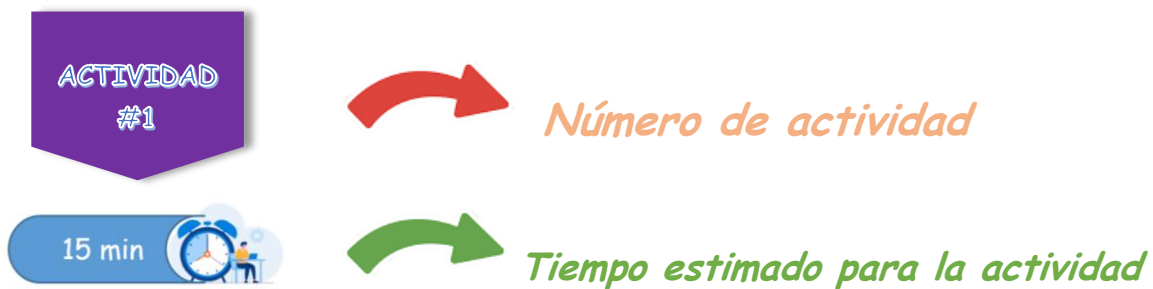 ACTIVIDAD
#1
Número de actividad
15 min
Tiempo estimado para la actividad